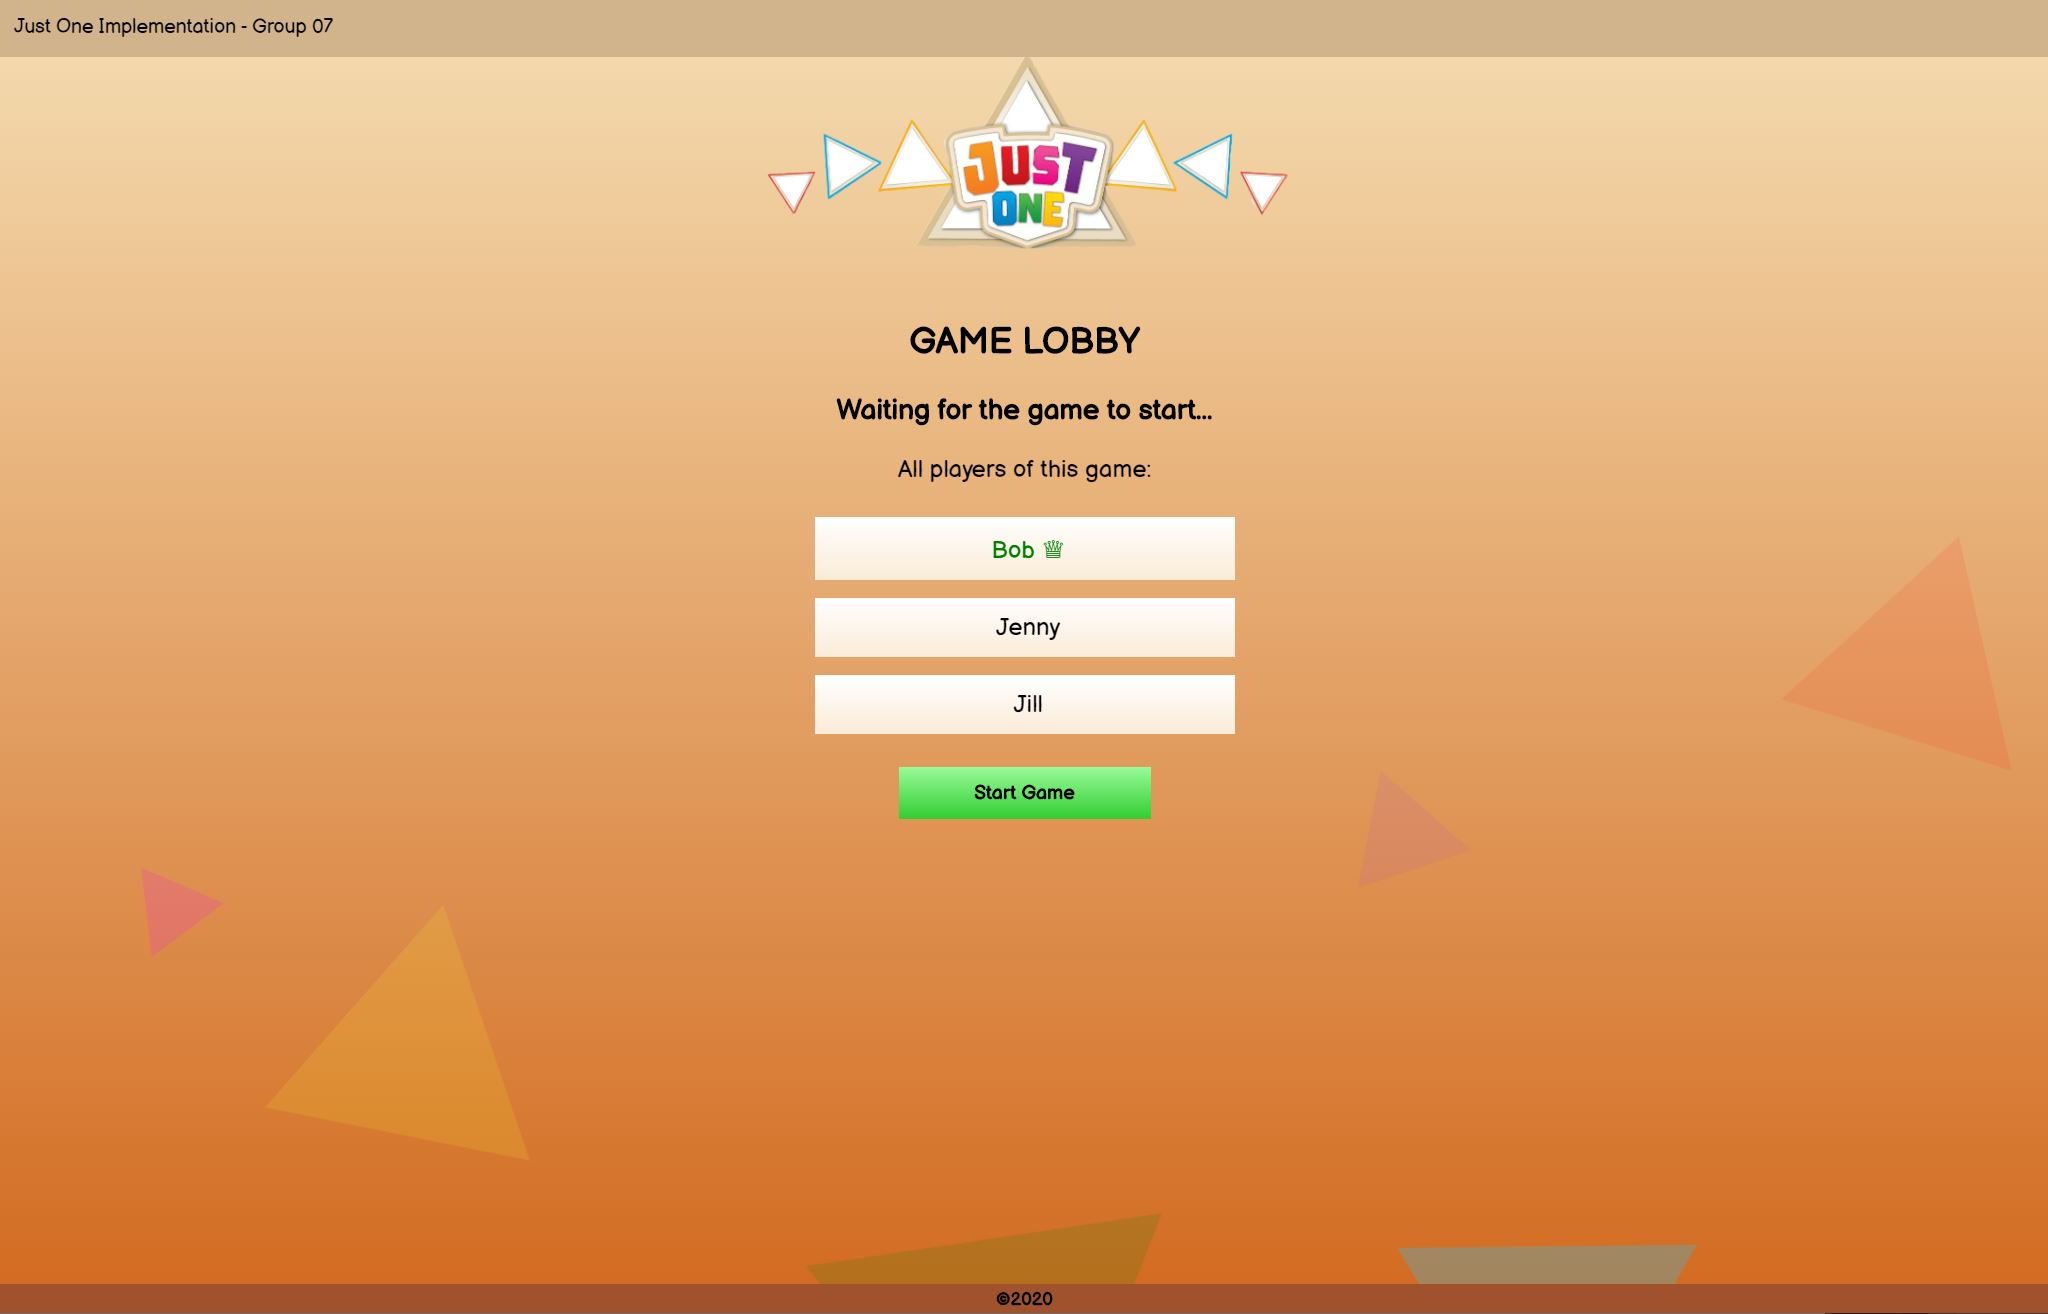 Just One Implementation - Group 07
JUST
ONE
GAME LOBBY
Waiting for the game to start...
All players of this game:
Bob ♕
Jenny
Jill
Start Game
©2020